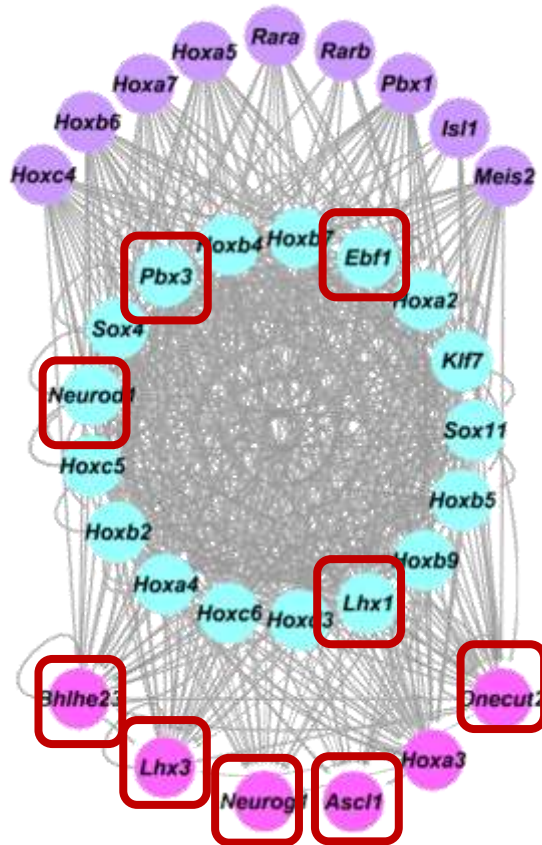 Rara
Hoxa5
Rarb
Hoxa7
Pbx1
Hoxb6
Isl1
Hoxc4
Meis2
Hoxb4
Hoxb7
Ebf1
Pbx3
Hoxa2
Sox4
Klf7
Neurod1
Sox11
Hoxc5
Hoxb5
Hoxb2
Hoxb9
Hoxa4
Lhx1
Hoxc6
Bhlhe23
Onecut2
Lhx3
Hoxa3
Neurog1
Ascl1